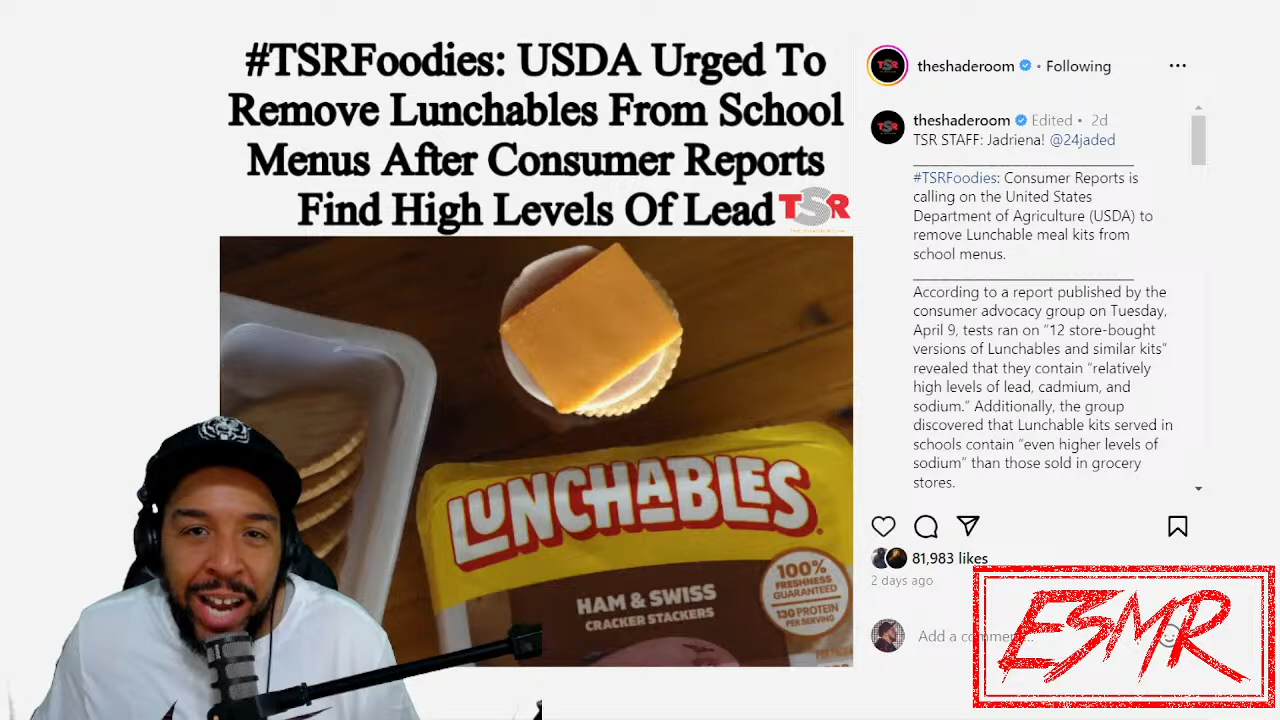 #TSRFoodies: USDA Urged To
Remove Lunchables From School
Menus After Consumer Reports
Find High Levels Of Lead
TSR
LUNCHABLES
100%
FRESHNESS
GUARANTEED
13G PROTEIN
PER SERVING
HAM & SWISS
CRACKER STACKERS
theshaderoom • Following
theshaderoom Edited • 2d
TSR STAFF: Jadriena! @24jaded
#TSRFoodies: Consumer Reports is
calling on the United States
Department of Agriculture (USDA) to
remove Lunchable meal kits from
school menus.
According to a report published by the
consumer advocacy group on Tuesday,
April 9, tests ran on “12 store-bought
versions of Lunchables and similar kits”
revealed that they contain “relatively
high levels of lead, cadmium, and
sodium.” Additionally, the group
discovered that Lunchable kits served in
schools contain “even higher levels of
sodium” than those sold in grocery
stores.
81,983 likes
2 days ago
Add a comment...
ESMR